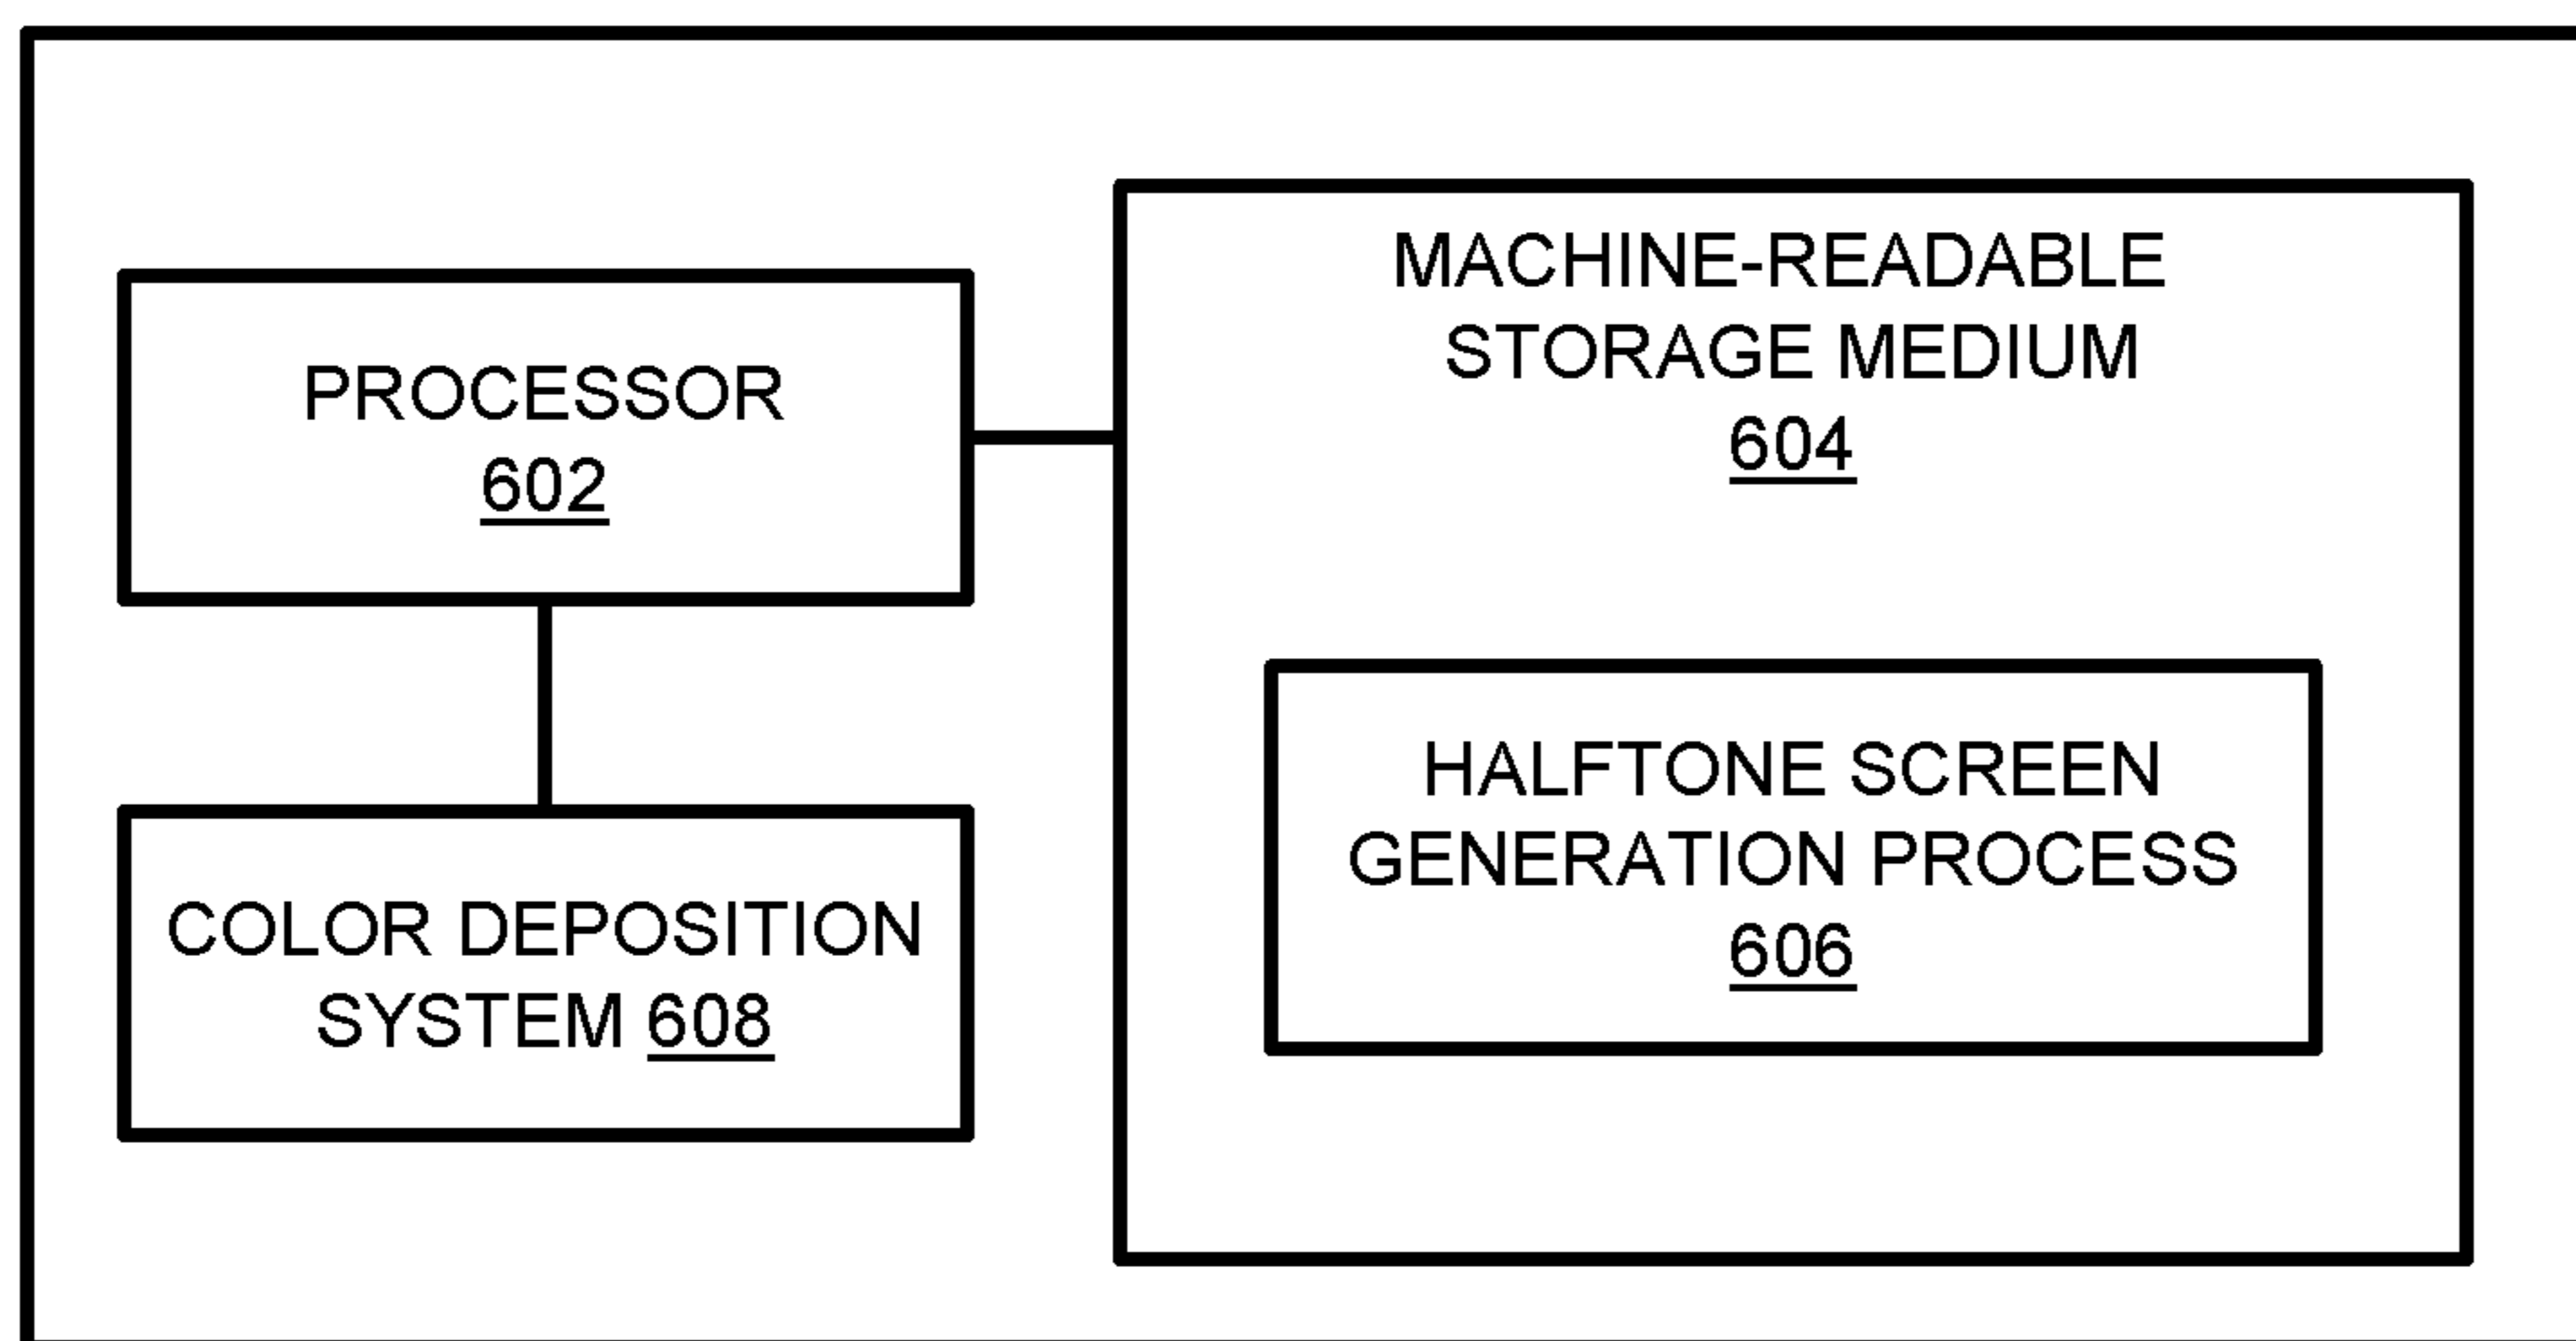 PROCESSOR
602
MACHINE-READABLE
STORAGE MEDIUM
604
HALFTONE SCREEN
GENERATION PROCESS
606
COLOR DEPOSITION
SYSTEM 608